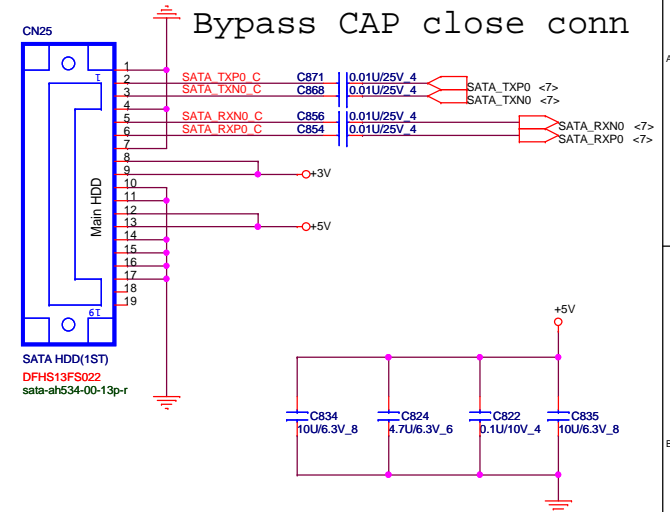 Bypass CAP close conn
CN25
1
1
2
3
4
5
6
7
8
9
10
11
12
13
14
15
16
17
18
19
19
Main HDD
SATA_TXP0_C C871 0.01U/25V_4 SATA_TXP0 <7>
SATA_TXN0_C C868 0.01U/25V_4 SATA_TXN0 <7>
SATA_RXN0_C C856 0.01U/25V_4 SATA_RXN0 <7>
SATA_RXP0_C C854 0.01U/25V_4 SATA_RXP0 <7>
+3V
+5V
SATA HDD(1ST)
DFHS13FS022
sata-ah534-00-13p-r
+5V
C834 C824 C822 C835
10U/6.3V_8 4.7U/6.3V_6 0.1U/10V_4 10U/6.3V_8
A